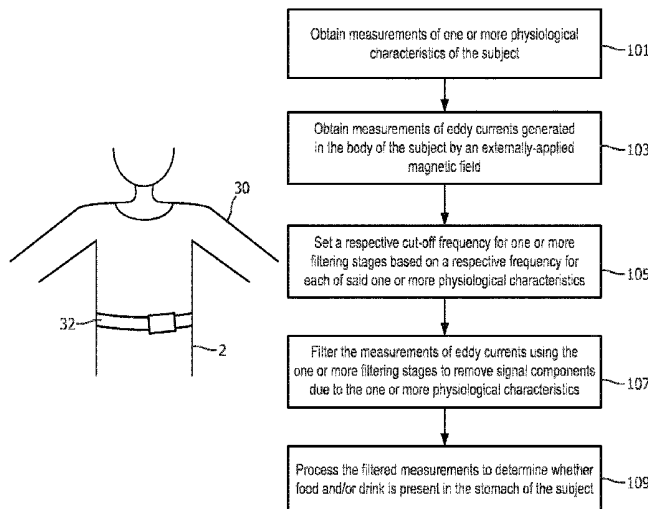 Obtain measurements of one or more physiological
characteristics of the subject
101
Obtain measurements of eddy currents generated
in the body of the subject by an externally-applied
magnetic field
103
Set a respective cut-off frequency for one or more
filtering stages based on a respective frequency for
each of said one or more physiological characteristics
105
Filter the measurements of eddy currents using the
one or more filtering stages to remove signal components
due to the one or more physiological characteristics
107
Process the filtered measurements to determine whether
food and/or drink is present in the stomach of the subject
109
30
32
2